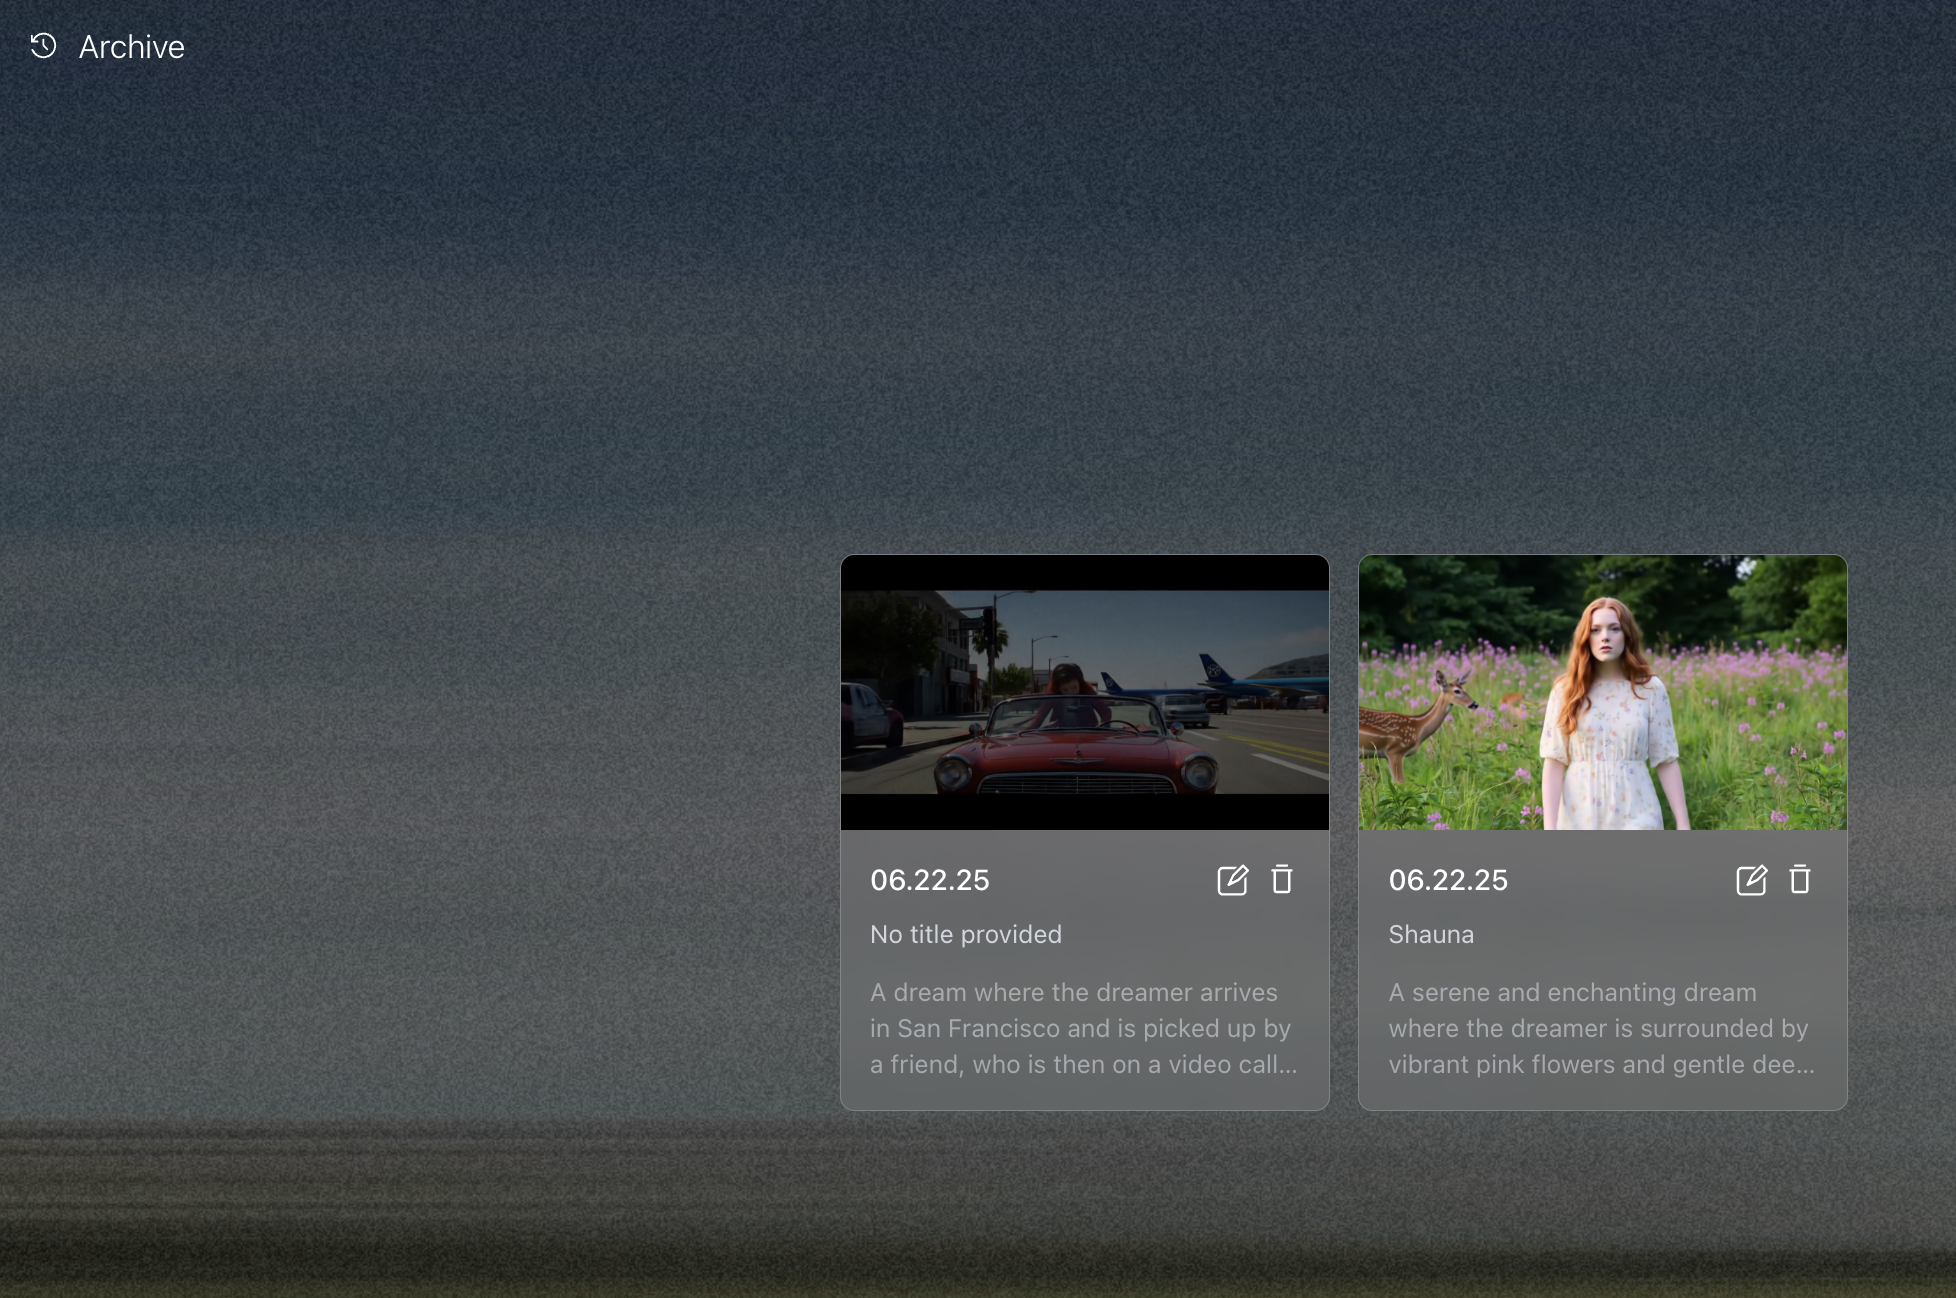 Archive
06.22.25
No title provided
A dream where the dreamer arrives
in San Francisco and is picked up by
a friend, who is then on a video call...
06.22.25
Shauna
A serene and enchanting dream
where the dreamer is surrounded by
vibrant pink flowers and gentle dee...